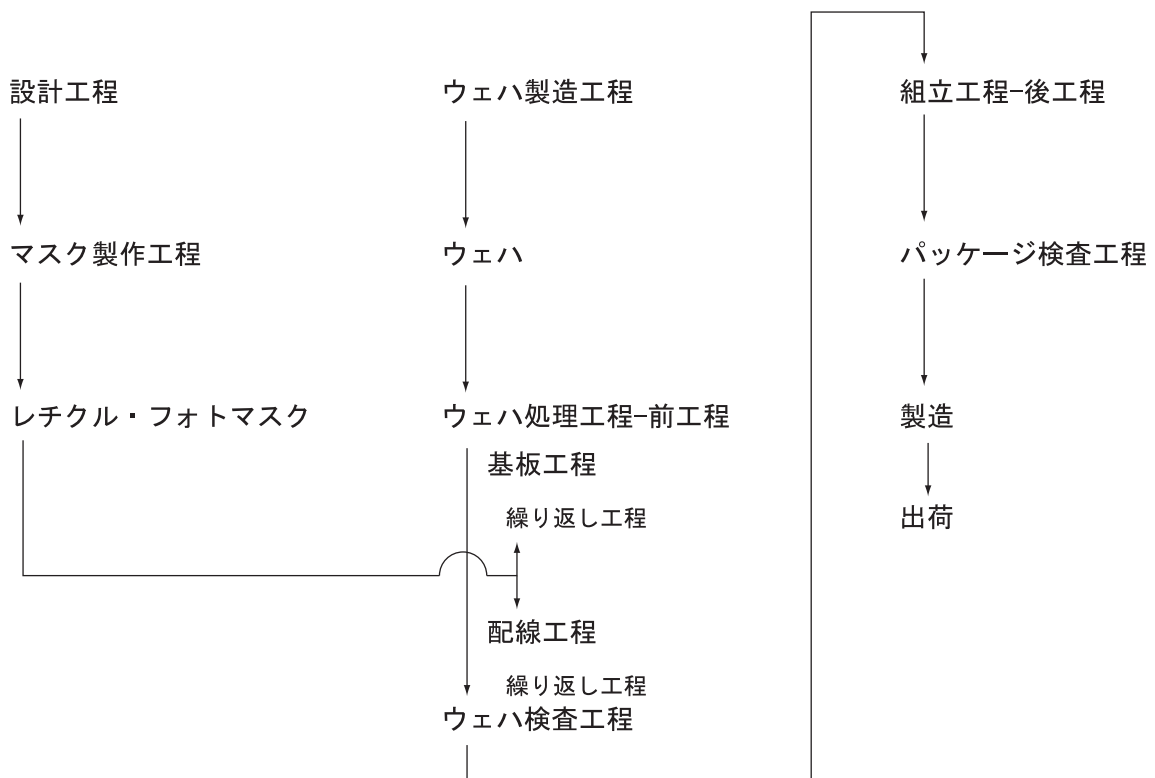 設計工程
マスク製作工程
レチクル・フォトマスク
ウェハ製造工程
ウェハ
ウェハ処理工程−前工程
基板工程
繰り返し工程
配線工程
繰り返し工程
ウェハ検査工程
組立工程−後工程
パッケージ検査工程
製造
出荷